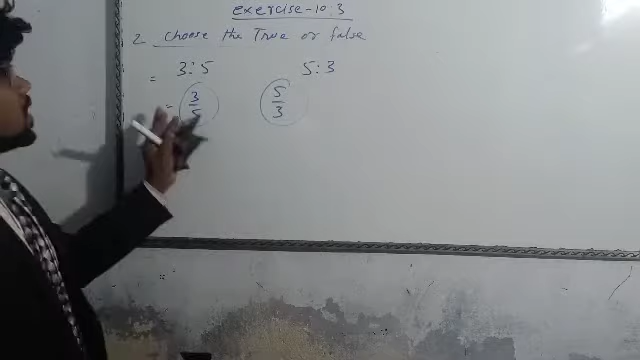 exercise-10.3
2. choose the True or false
= 3:5 5:3
= 3/5 5/3